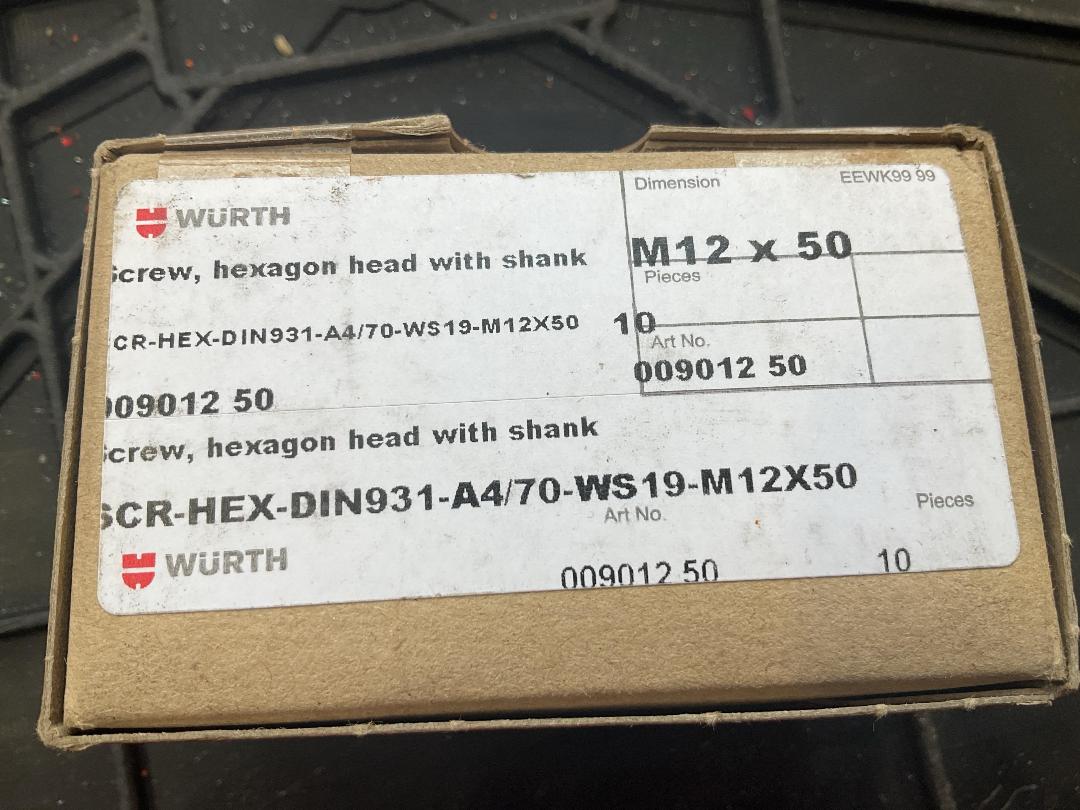 WÜRTH
Screw, hexagon head with shank
CR-HEX-DIN931-A4/70-WS19-M12X50
009012 50
Dimension EEWK99 99
M12 x 50
Pieces
10
Art No.
009012 50
Screw, hexagon head with shank
SCR-HEX-DIN931-A4/70-WS19-M12X50
Art No. Pieces
WÜRTH 009012 50 10